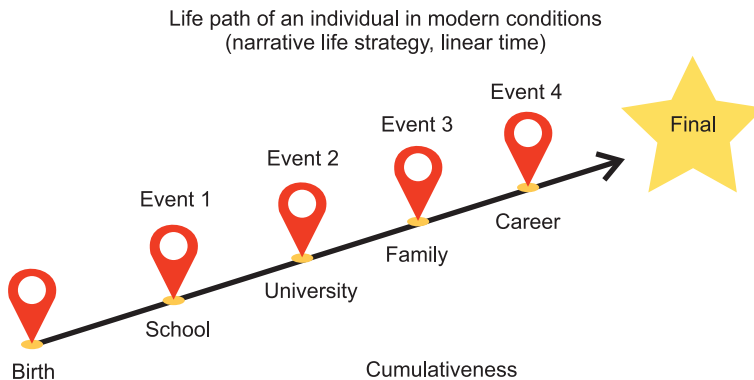 Life path of an individual in modern conditions
(narrative life strategy, linear time)
Event 4
Final
Event 3
Event 2
Event 1
Career
Family
University
School
Birth
Cumulativeness